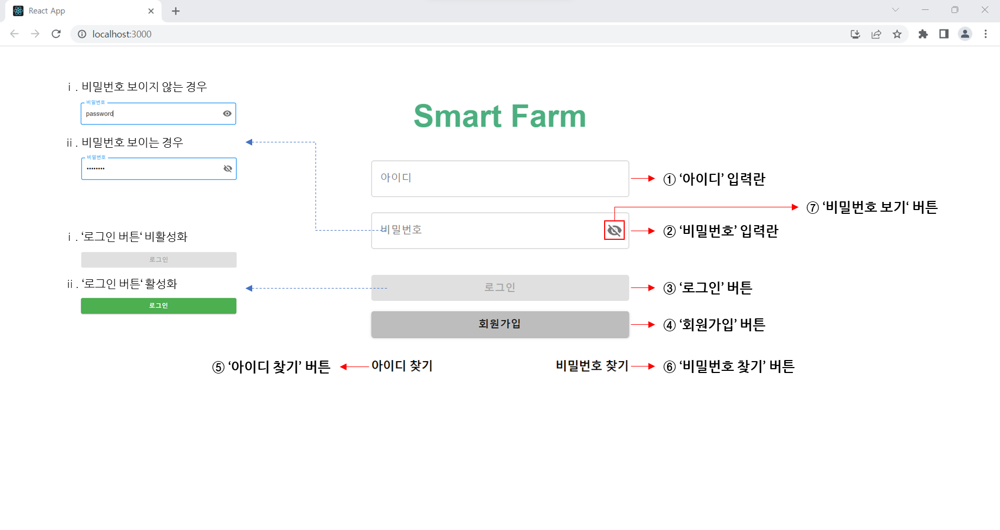 React App
localhost:3000
ⅰ. 비밀번호 보이지 않는 경우
비밀번호
password
ⅱ. 비밀번호 보이는 경우
비밀번호
••••••••
ⅰ. ‘로그인 버튼‘ 비활성화
로그인
ⅱ. ‘로그인 버튼‘ 활성화
로그인
Smart Farm
아이디
① ‘아이디’ 입력란
⑦ ‘비밀번호 보기‘ 버튼
비밀번호
② ‘비밀번호’ 입력란
로그인
③ ‘로그인’ 버튼
회원가입
④ ‘회원가입’ 버튼
⑤ ‘아이디 찾기’ 버튼
아이디 찾기
비밀번호 찾기
⑥ ‘비밀번호 찾기’ 버튼